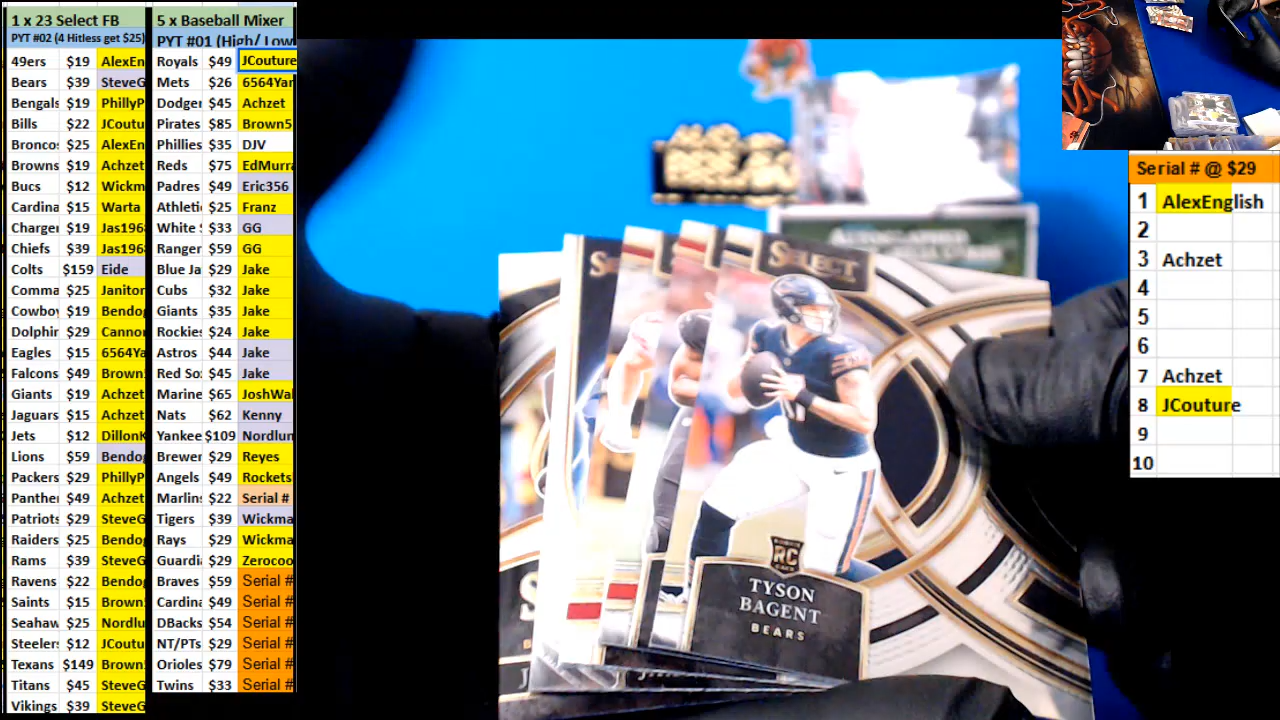 1 x 23 Select FB
PYT #02 (4 Hitless get $25)
49ers $19 AlexEn
Bears $39 SteveG
Bengals $19 PhillyP
Bills $22 JCoutu
Bronco $25 AlexEn
Browns $19 Achzet
Bucs $12 Wickm
Cardina $15 Warta
Charge $19 Jas196
Chiefs $39 Jas196
Colts $159 Eide
Comma $25 Janitor
Cowboy $19 Bendo
Dolphin $29 Canno
Eagles $15 6564Ya
Falcons $49 Brown
Giants $19 Achzet
Jaguars $15 Achzet
Jets $12 DillonK
Lions $59 Bendo
Packers $29 PhillyP
Panthe $49 Achzet
Patriots $29 SteveG
Raiders $25 Bendo
Rams $39 SteveG
Ravens $22 Bendo
Saints $15 Brown
Seahaw $25 Nordlu
Steelers $12 JCoutu
Texans $149 Brown
Titans $45 SteveG
Vikings $39 SteveG
5 x Baseball Mixer
PYT #01 (High/ Low
Royals $49 JCouture
Mets $26 6564Yar
Dodger $45 Achzet
Pirates $85 Brown5
Phillies $35 DJV
Reds $75 EdMurra
Padres $49 Eric356
Athleti $25 Franz
White S $33 GG
Ranger $59 GG
Blue Ja $29 Jake
Cubs $32 Jake
Giants $35 Jake
Rockies $24 Jake
Astros $44 Jake
Red So $45 Jake
Marine $65 JoshWal
Nats $62 Kenny
Yankee $109 Nordlun
Brewer $29 Reyes
Angels $49 Rockets
Marlins $22 Serial #
Tigers $39 Wickma
Rays $29 Wickma
Guardi $29 Zerocoo
Braves $59 Serial #
Cardina $49 Serial #
DBacks $54 Serial #
NT/PTs $29 Serial #
Orioles $79 Serial #
Twins $33 Serial #
SELECT
RC
TYSON
BAGENT
BEARS
Serial # @ $29
1 AlexEnglish
2
3 Achzet
4
5
6
7 Achzet
8 JCouture
9
10